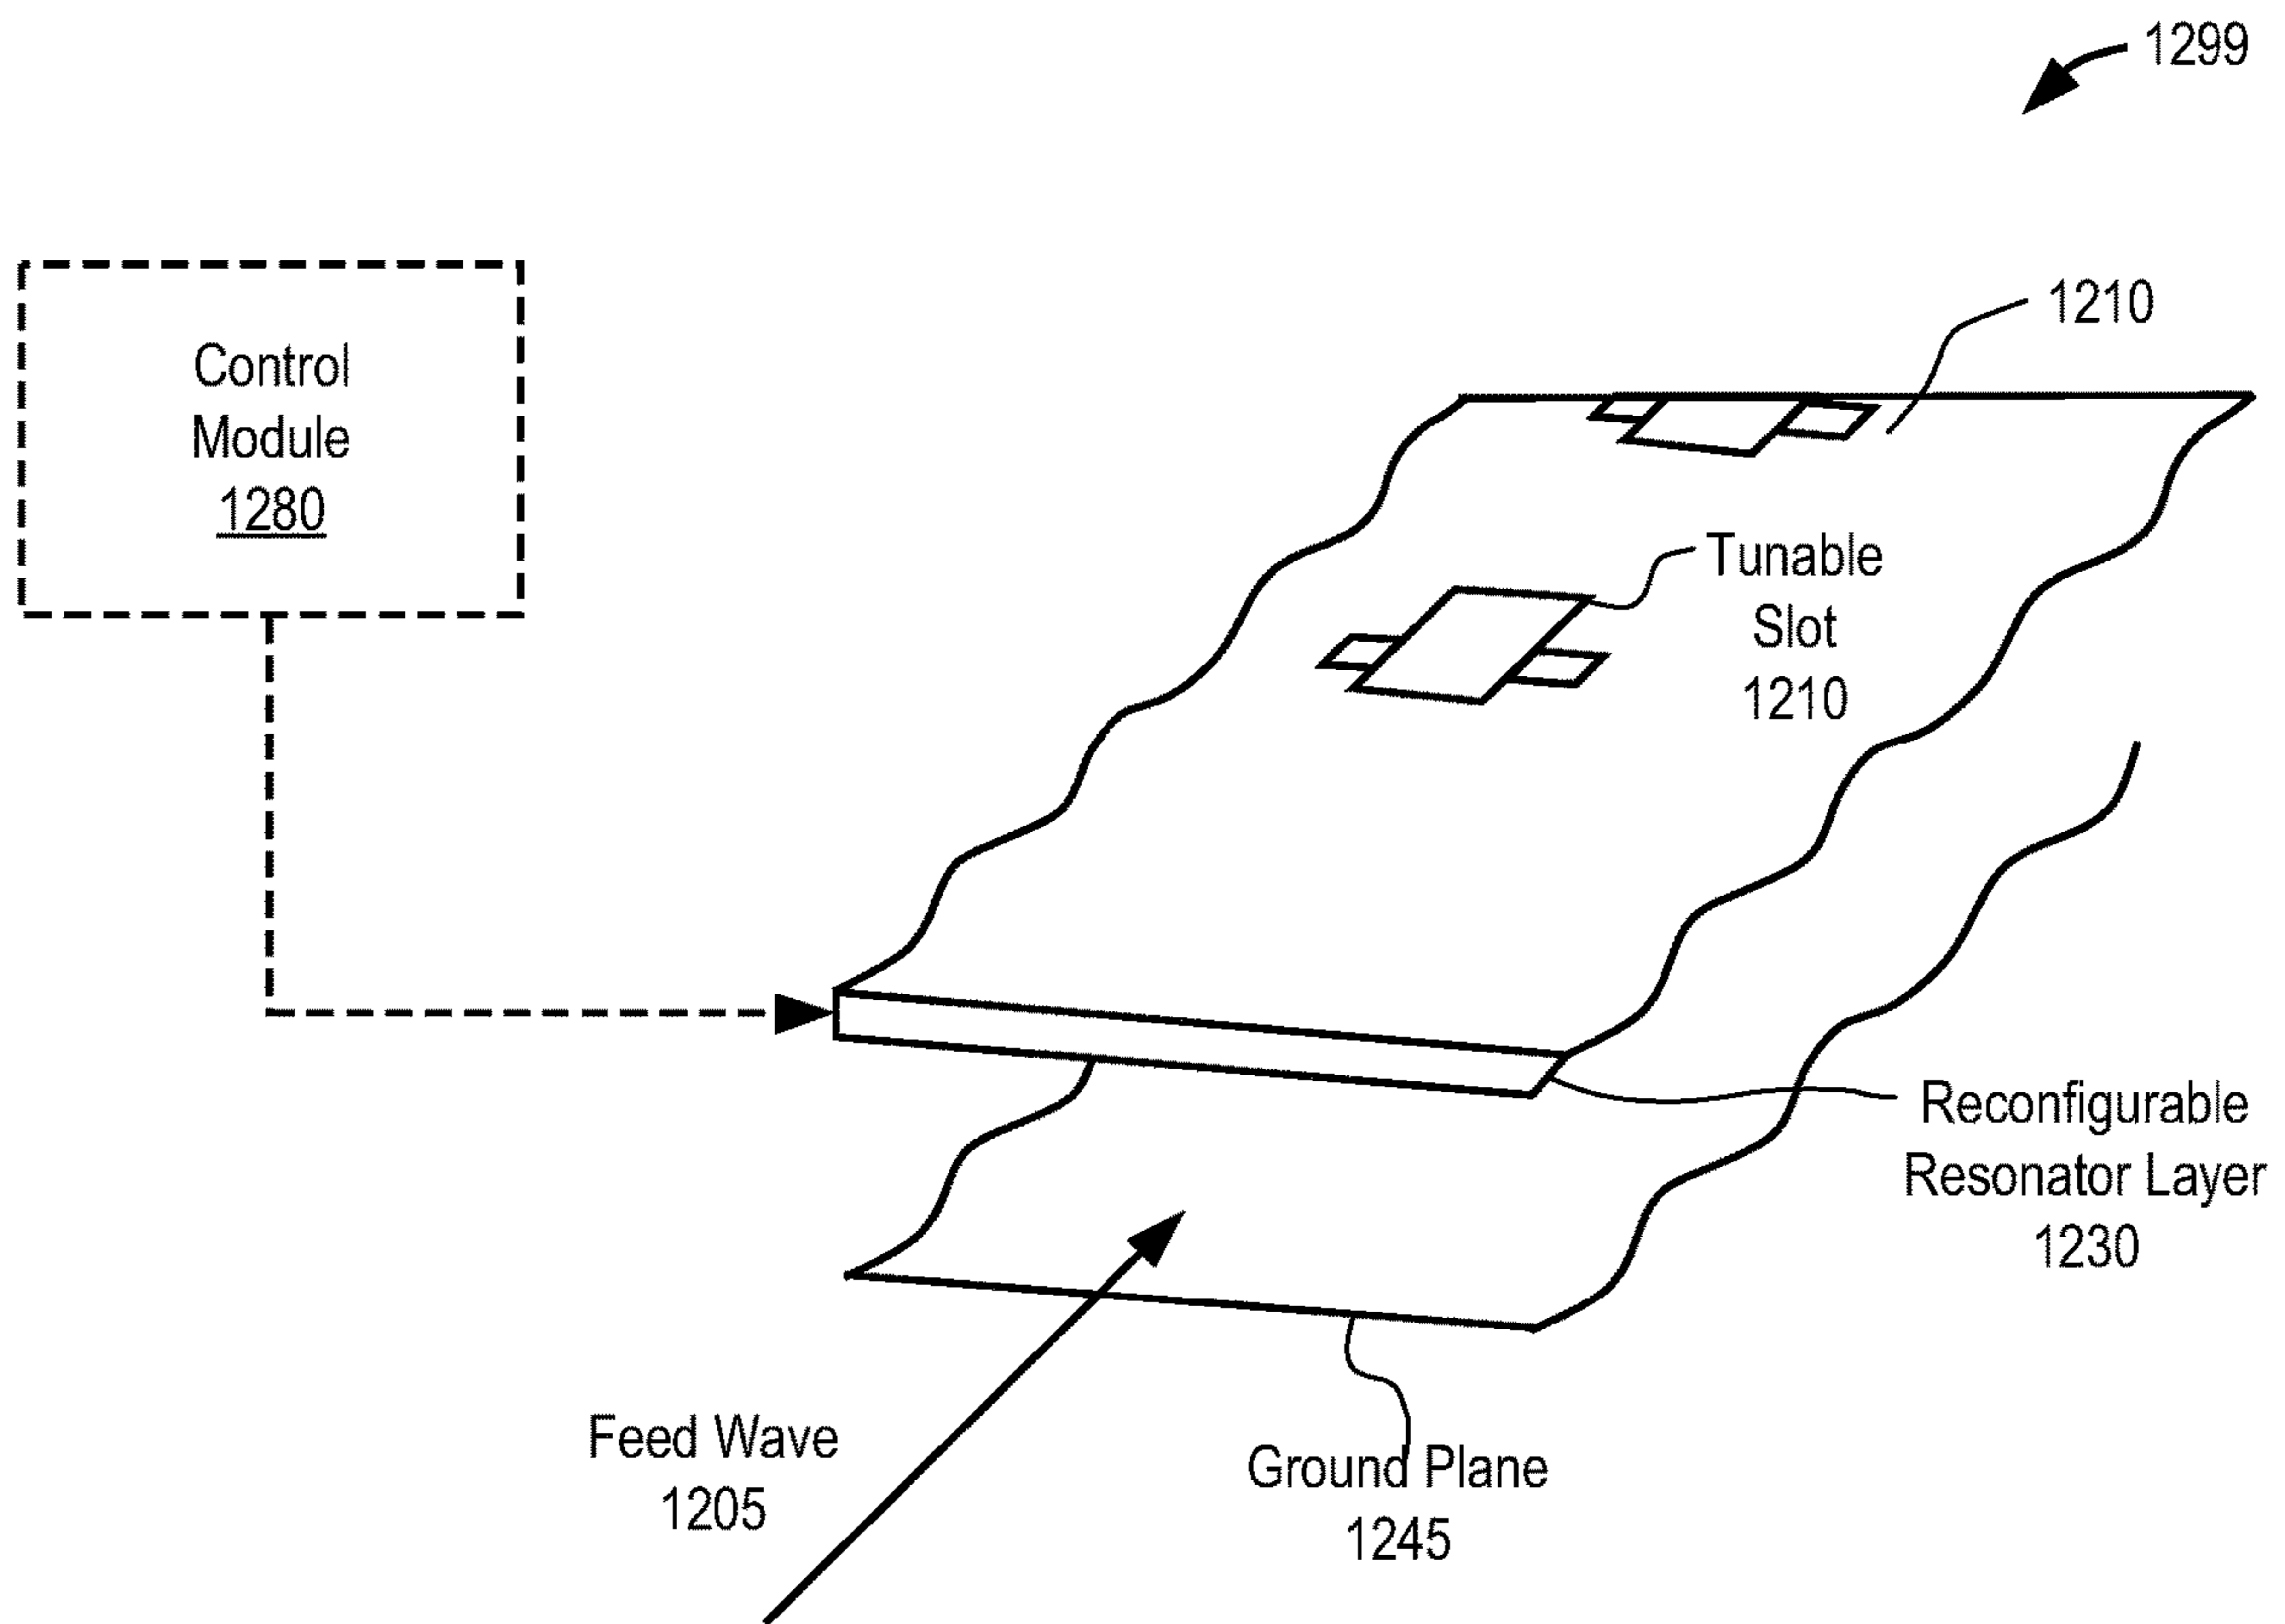 1299
1210
Control
Module
1280
Tunable
Slot
1210
Reconfigurable
Resonator Layer
1230
Feed Wave
1205
Ground Plane
1245